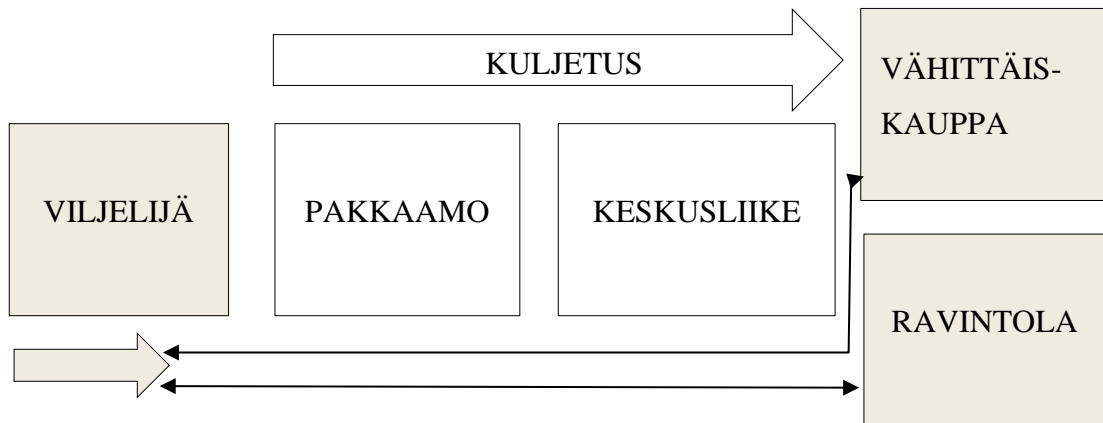 KULJETUS
VÄHITTÄIS-
KAUPPA
VILJELIJÄ
PAKKAAMO
KESKUSLIIKE
RAVINTOLA